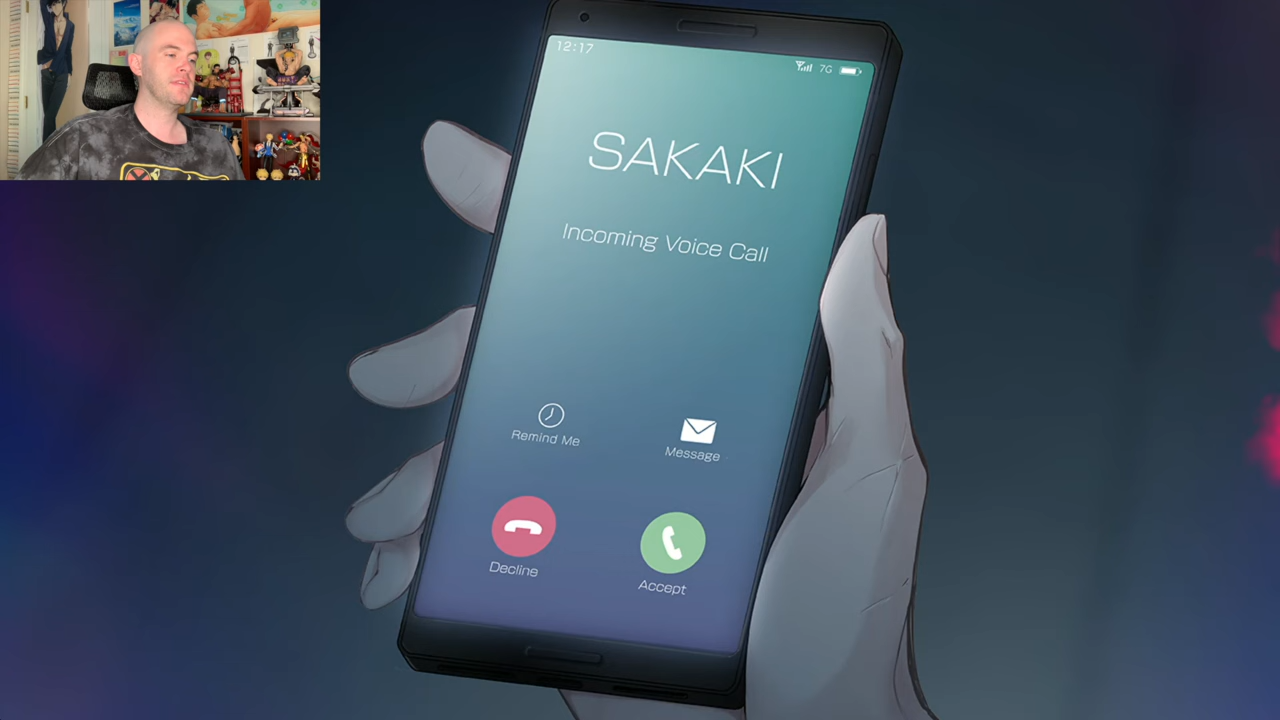 12:17
7G
SAKAKI
Incoming Voice Call
Remind Me
Message
Decline
Accept